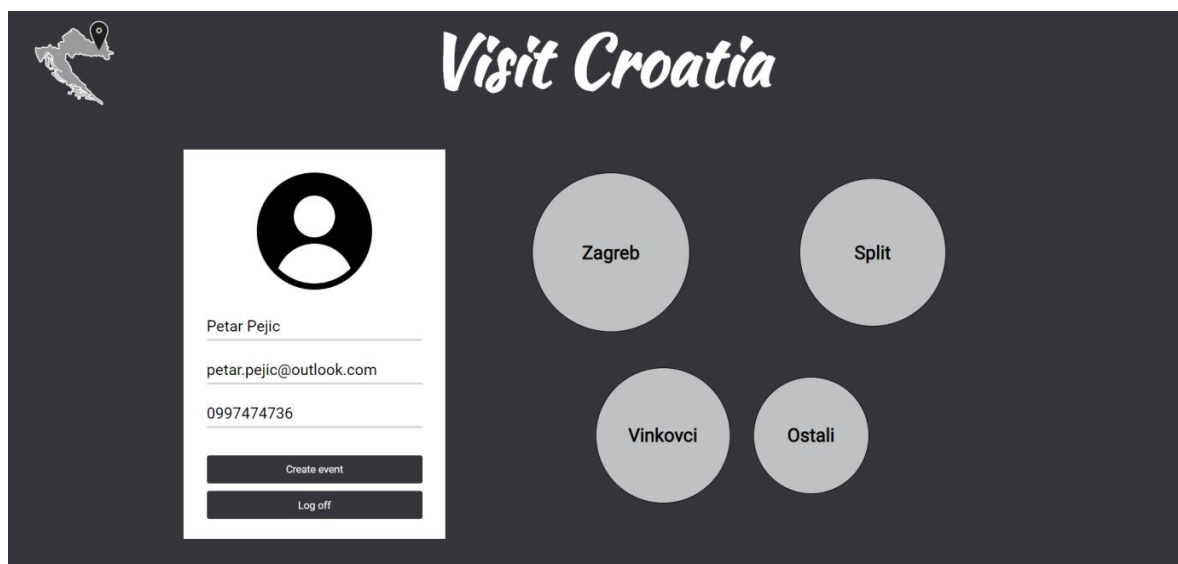 Visit Croatia
Petar Pejic
petar.pejic@outlook.com
0997474736
Create event
Log off
Zagreb
Split
Vinkovci
Ostali